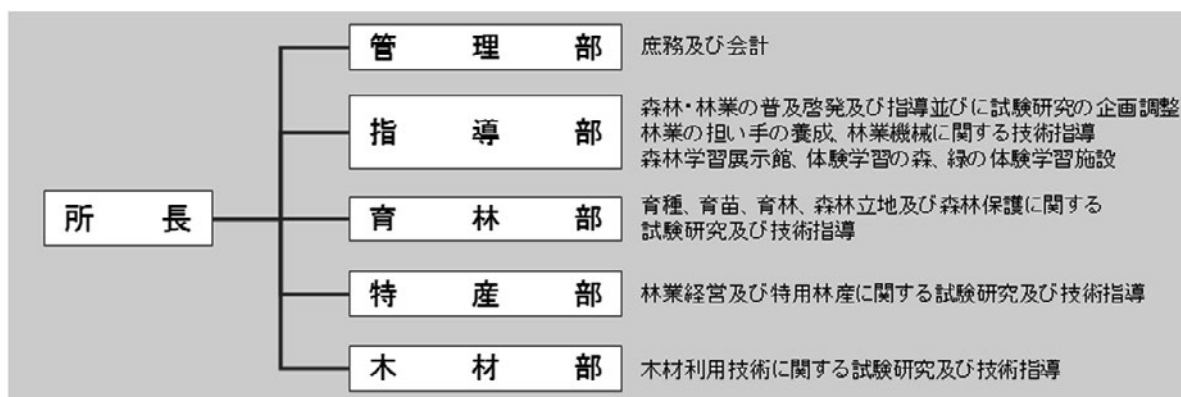 管理部
庶務及び会計
指導部
森林・林業の普及啓発及び指導並びに試験研究の企画調整
林業の担い手の養成、林業機械に関する技術指導
森林学習展示館、体験学習の森、緑の体験学習施設
所長
育林部
育種、育苗、育林、森林立地及び森林保護に関する
試験研究及び技術指導
特産部
林業経営及び特用林産に関する試験研究及び技術指導
木材部
木材利用技術に関する試験研究及び技術指導